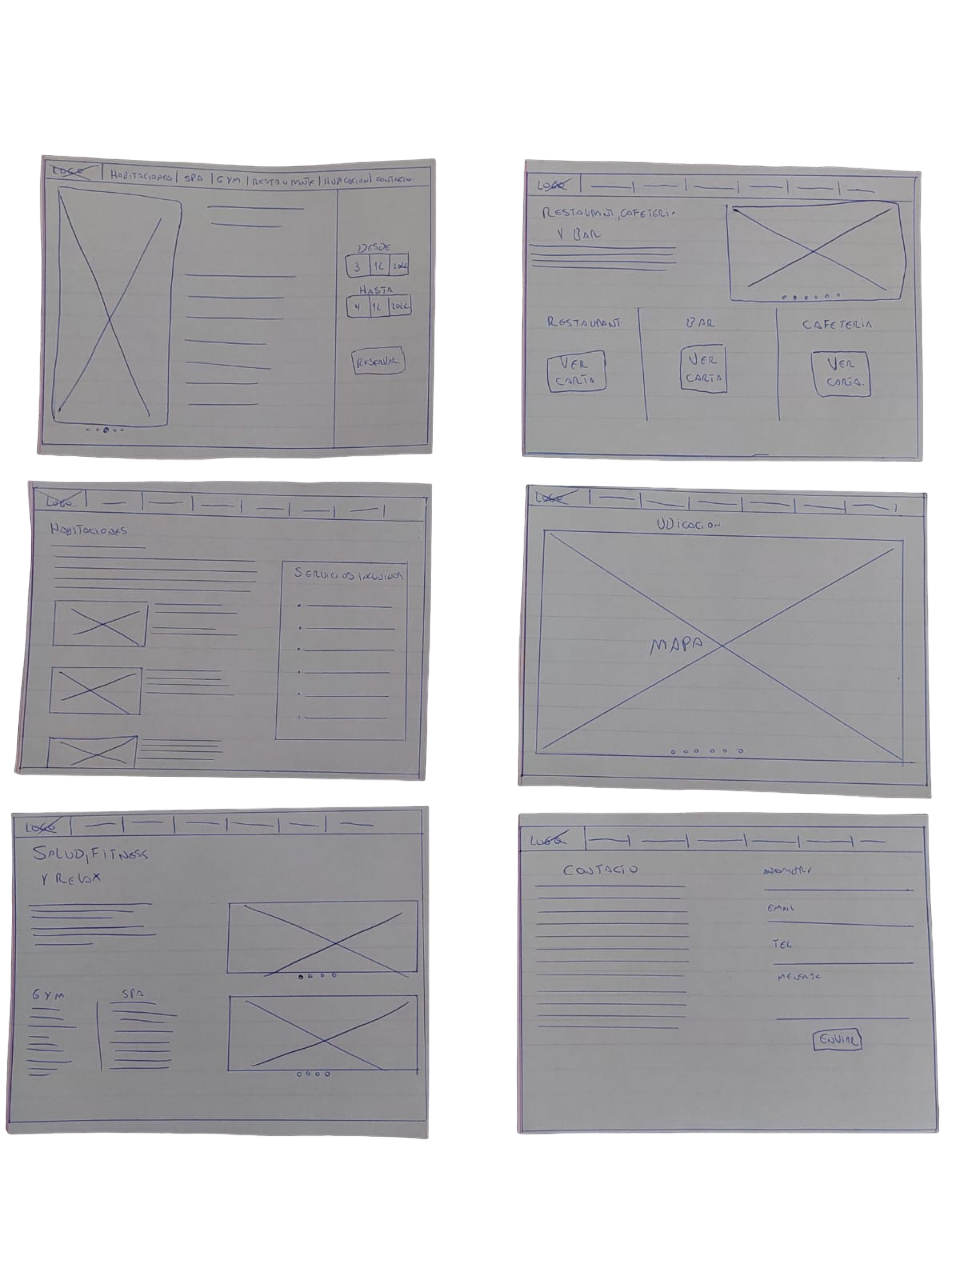 LOGO HABITACIONES SPA GYM RESTAURANTE UBICACION CONTACTO
DESDE
3 12 2022
HASTA
4 12 2022
RESERVAR
LOGO
HABITACIONES
SERVICIOS INCLUIDOS
LOGO
SALUD, FITNESS
Y RELAX
GYM SPA
LOGO
RESTAURANT, CAFETERIA
Y BAR
RESTAURANT BAR CAFETERIA
VER
CARTA
VER
CARTA
VER
CARTA
LOGO
UBICACION
MAPA
LOGO
CONTACTO
NOMBRE
EMAIL
TEL
MENSAJE
ENVIAR